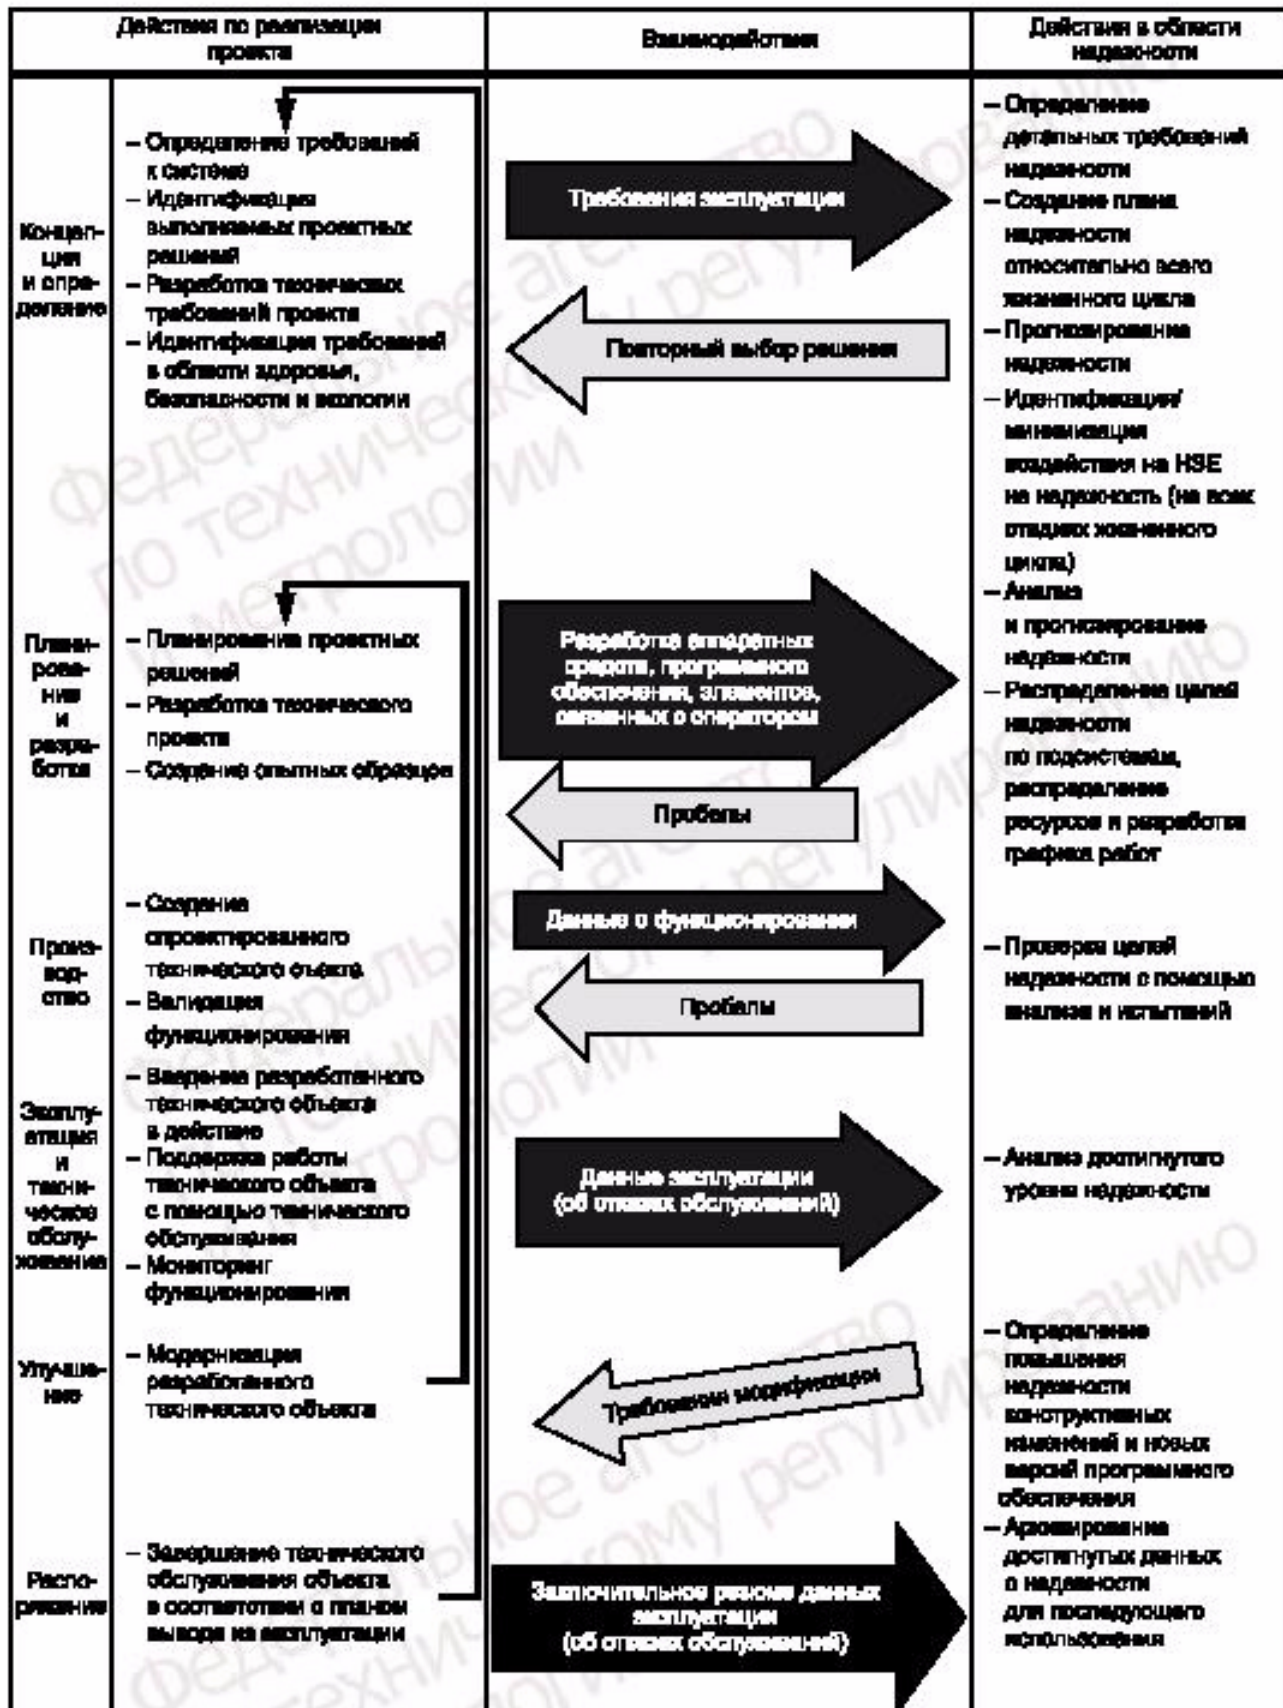 Действия по реализации
проекта
Взаимодействия
Действия в области
надежности
Концеп-
ция
и опре-
деление
– Определение требований
к системе
– Идентификация
выполняемых проектных
решений
– Разработка технических
требований проекта
– Идентификация требований
в области здоровья,
безопасности и экологии
Требования эксплуатации
Повторный выбор решения
– Определение
детальных требований
надежности
– Создание плана
надежности
относительно всего
жизненного цикла
– Прогнозирование
надежности
– Идентификация/
минимизация
воздействия на HSE
на надежность (на всех
стадиях жизненного
цикла)
Плани-
рова-
ние
и
разра-
ботка
– Планирование проектных
решений
– Разработка технического
проекта
– Создание опытных образцов
Разработка аппаратных
средств, программного
обеспечения, элементов,
связанных с оператором
Пробелы
– Анализ
и прогнозирование
надежности
– Распределение целей
надежности
по подсистемам,
распределение
ресурсов и разработка
графика работ
Произ-
вод-
ство
– Создание
спроектированного
технического объекта
– Валидация
функционирования
Данные о функционировании
Пробелы
– Проверка целей
надежности с помощью
анализа и испытаний
Эксплу-
атация
и
техни-
ческое
обслу-
живание
– Введение разработанного
технического объекта
в действие
– Поддержка работы
технического объекта
с помощью технического
обслуживания
– Мониторинг
функционирования
Данные эксплуатации
(об отказах обслуживаний)
– Анализ достигнутого
уровня надежности
Улучше-
ние
– Модернизация
разработанного
технического объекта
Требования модификации
– Определение
повышения
надежности
конструктивных
изменений и новых
версий программного
обеспечения
Распо-
ряжение
– Завершение технического
обслуживания объекта
в соответствии с планом
вывода из эксплуатации
Заключительное резюме данных
эксплуатации
(об отказах обслуживаний)
– Архивирование
достигнутых данных
о надежности
для последующего
использования
Федеральное агентство
по техническому регулированию
и метрологии